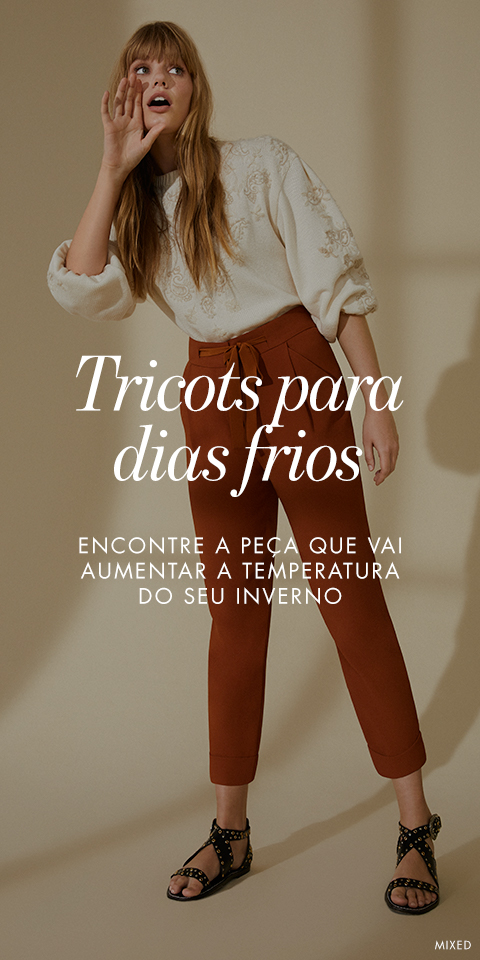 Tricots para
dias frios
ENCONTRE A PEÇA QUE VAI
AUMENTAR A TEMPERATURA
DO SEU INVERNO
MIXED